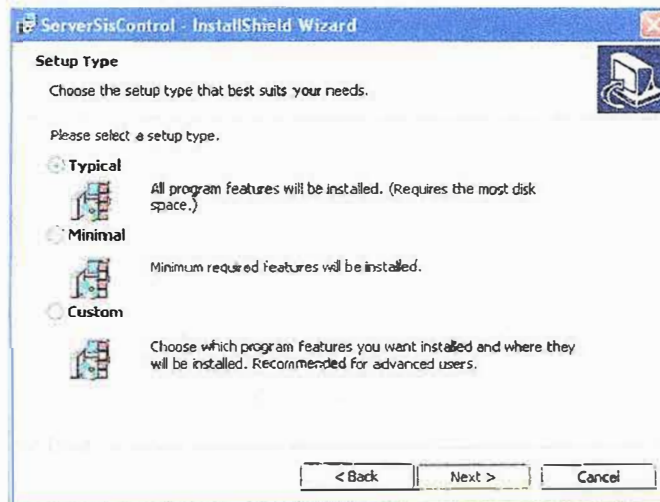 ServerSisControl - InstallShield Wizard
Setup Type
Choose the setup type that best suits your needs.
Please select a setup type.
Typical
All program features will be installed. (Requires the most disk
space.)
Minimal
Minimum required features will be installed.
Custom
Choose which program features you want installed and where they
will be installed. Recommended for advanced users.
< Back
Next >
Cancel